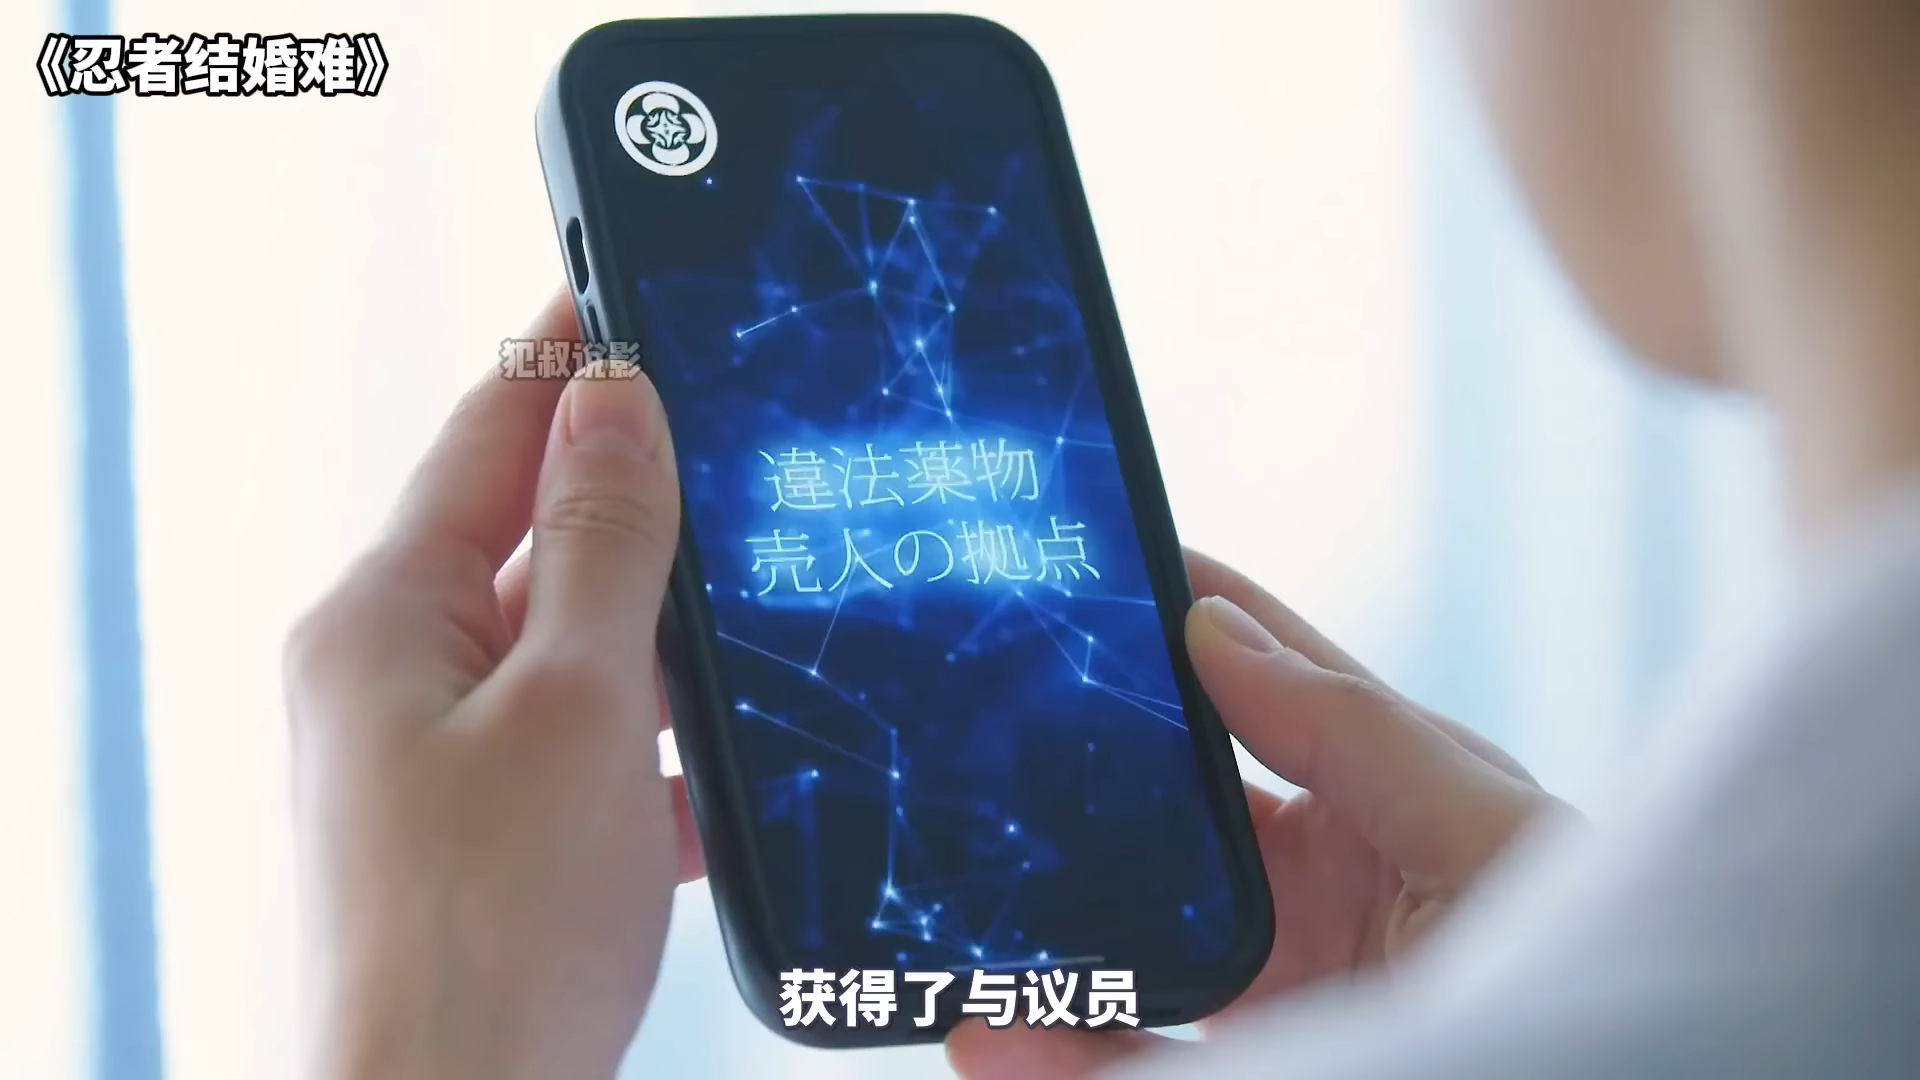 《忍者结婚难》
犯叔说影
違法薬物
売人の拠点
获得了与议员